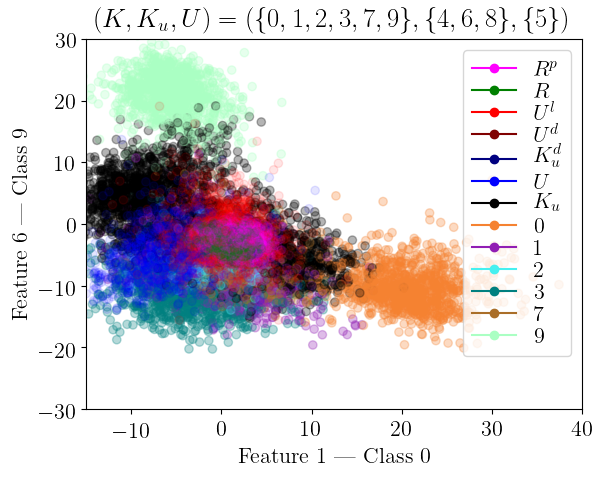 (K, K_u, U) = ({0, 1, 2, 3, 7, 9}, {4, 6, 8}, {5})
30
20
10
0
−10
−20
−30
Feature 6 — Class 9
−10
0
10
20
30
40
Feature 1 — Class 0
R^p
R
U^l
U^d
K_u^d
U
K_u
0
1
2
3
7
9